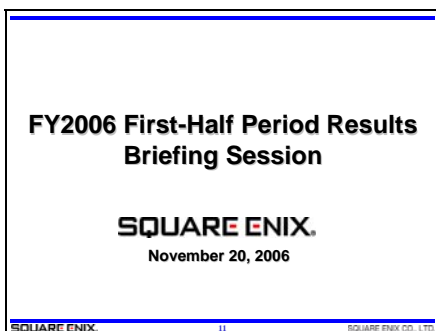 FY2006 First-Half Period Results
Briefing Session
SQUARE ENIX.
November 20, 2006
SQUARE ENIX. 11 SQUARE ENIX CO., LTD.